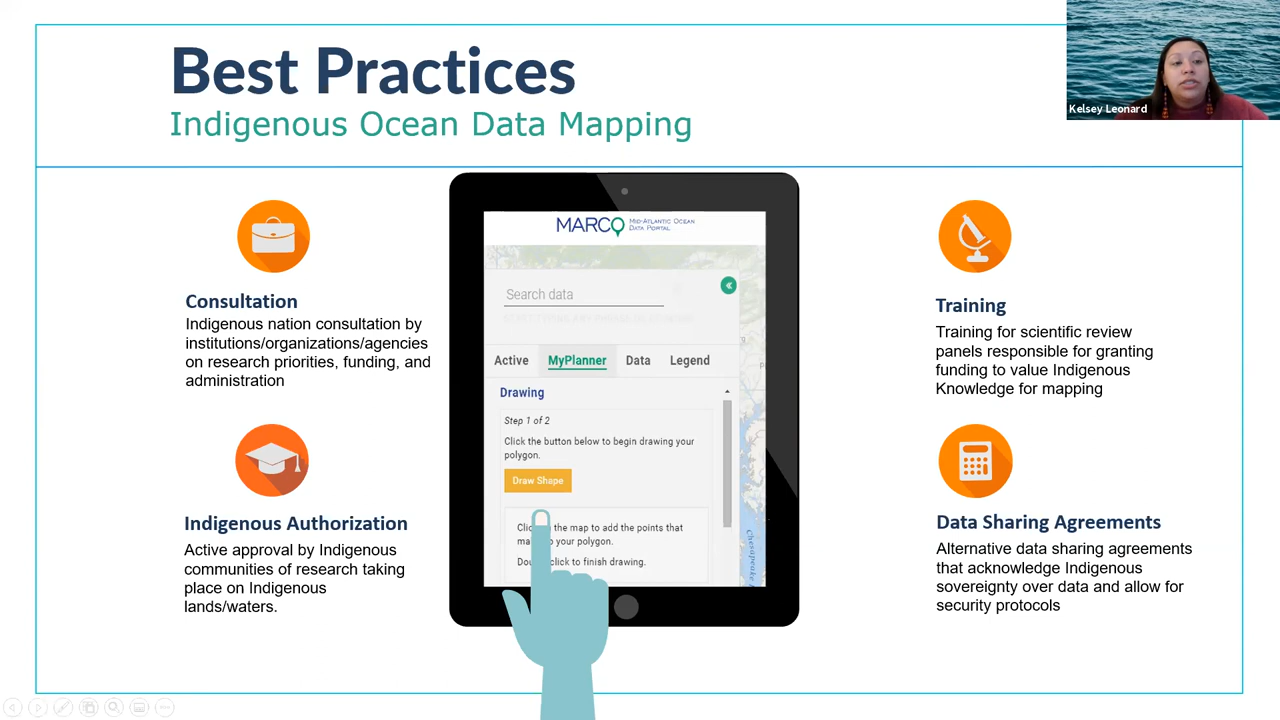 Best Practices
Indigenous Ocean Data Mapping
Kelsey Leonard
Consultation
Indigenous nation consultation by
institutions/organizations/agencies
on research priorities, funding, and
administration
Indigenous Authorization
Active approval by Indigenous
communities of research taking
place on Indigenous
lands/waters.
MARCO MID-ATLANTIC OCEAN
DATA PORTAL
Search data
Active MyPlanner Data Legend
Drawing
Step 1 of 2
Click the button below to begin drawing your
polygon.
Draw Shape
the map to add the points that
your polygon.
click to finish drawing.
Chesapeake
Training
Training for scientific review
panels responsible for granting
funding to value Indigenous
Knowledge for mapping
Data Sharing Agreements
Alternative data sharing agreements
that acknowledge Indigenous
sovereignty over data and allow for
security protocols